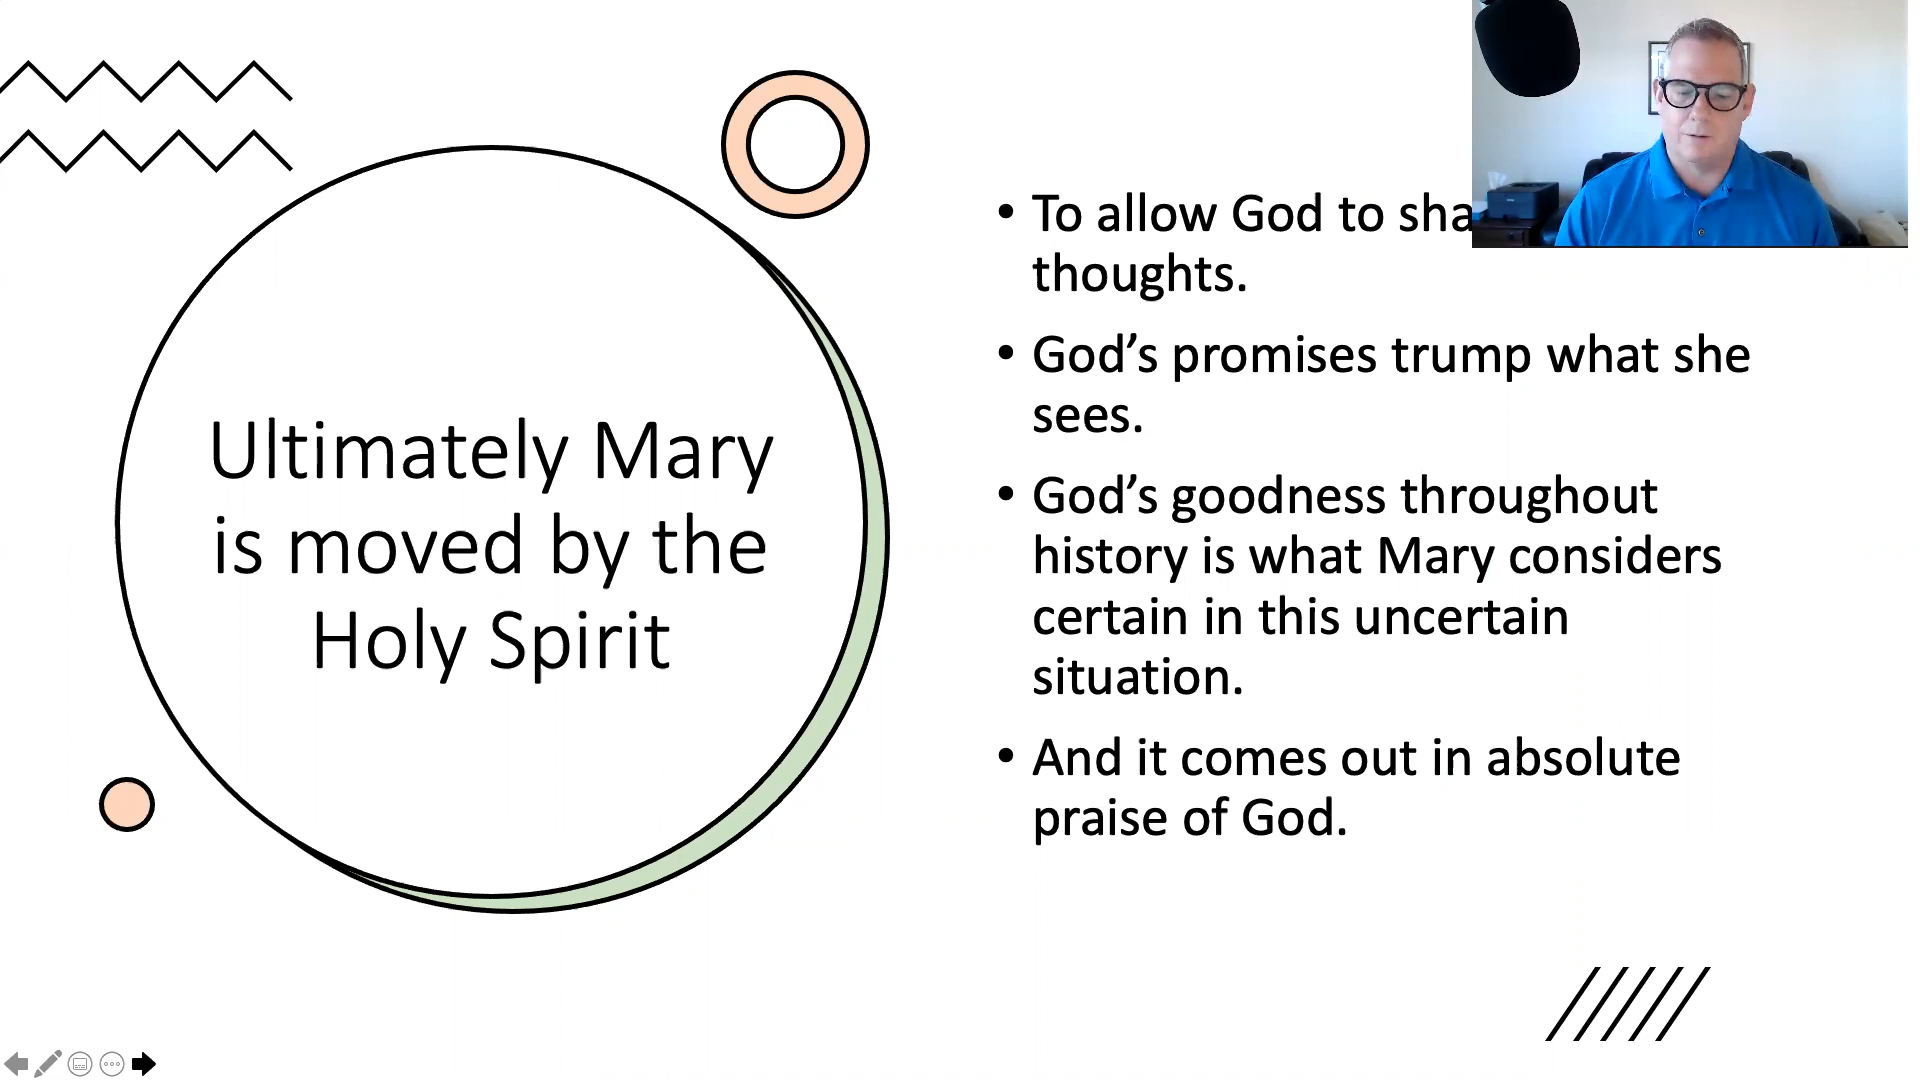 Ultimately Mary
is moved by the
Holy Spirit
• To allow God to
thoughts.
• God’s promises trump what she
sees.
• God’s goodness throughout
history is what Mary considers
certain in this uncertain
situation.
• And it comes out in absolute
praise of God.